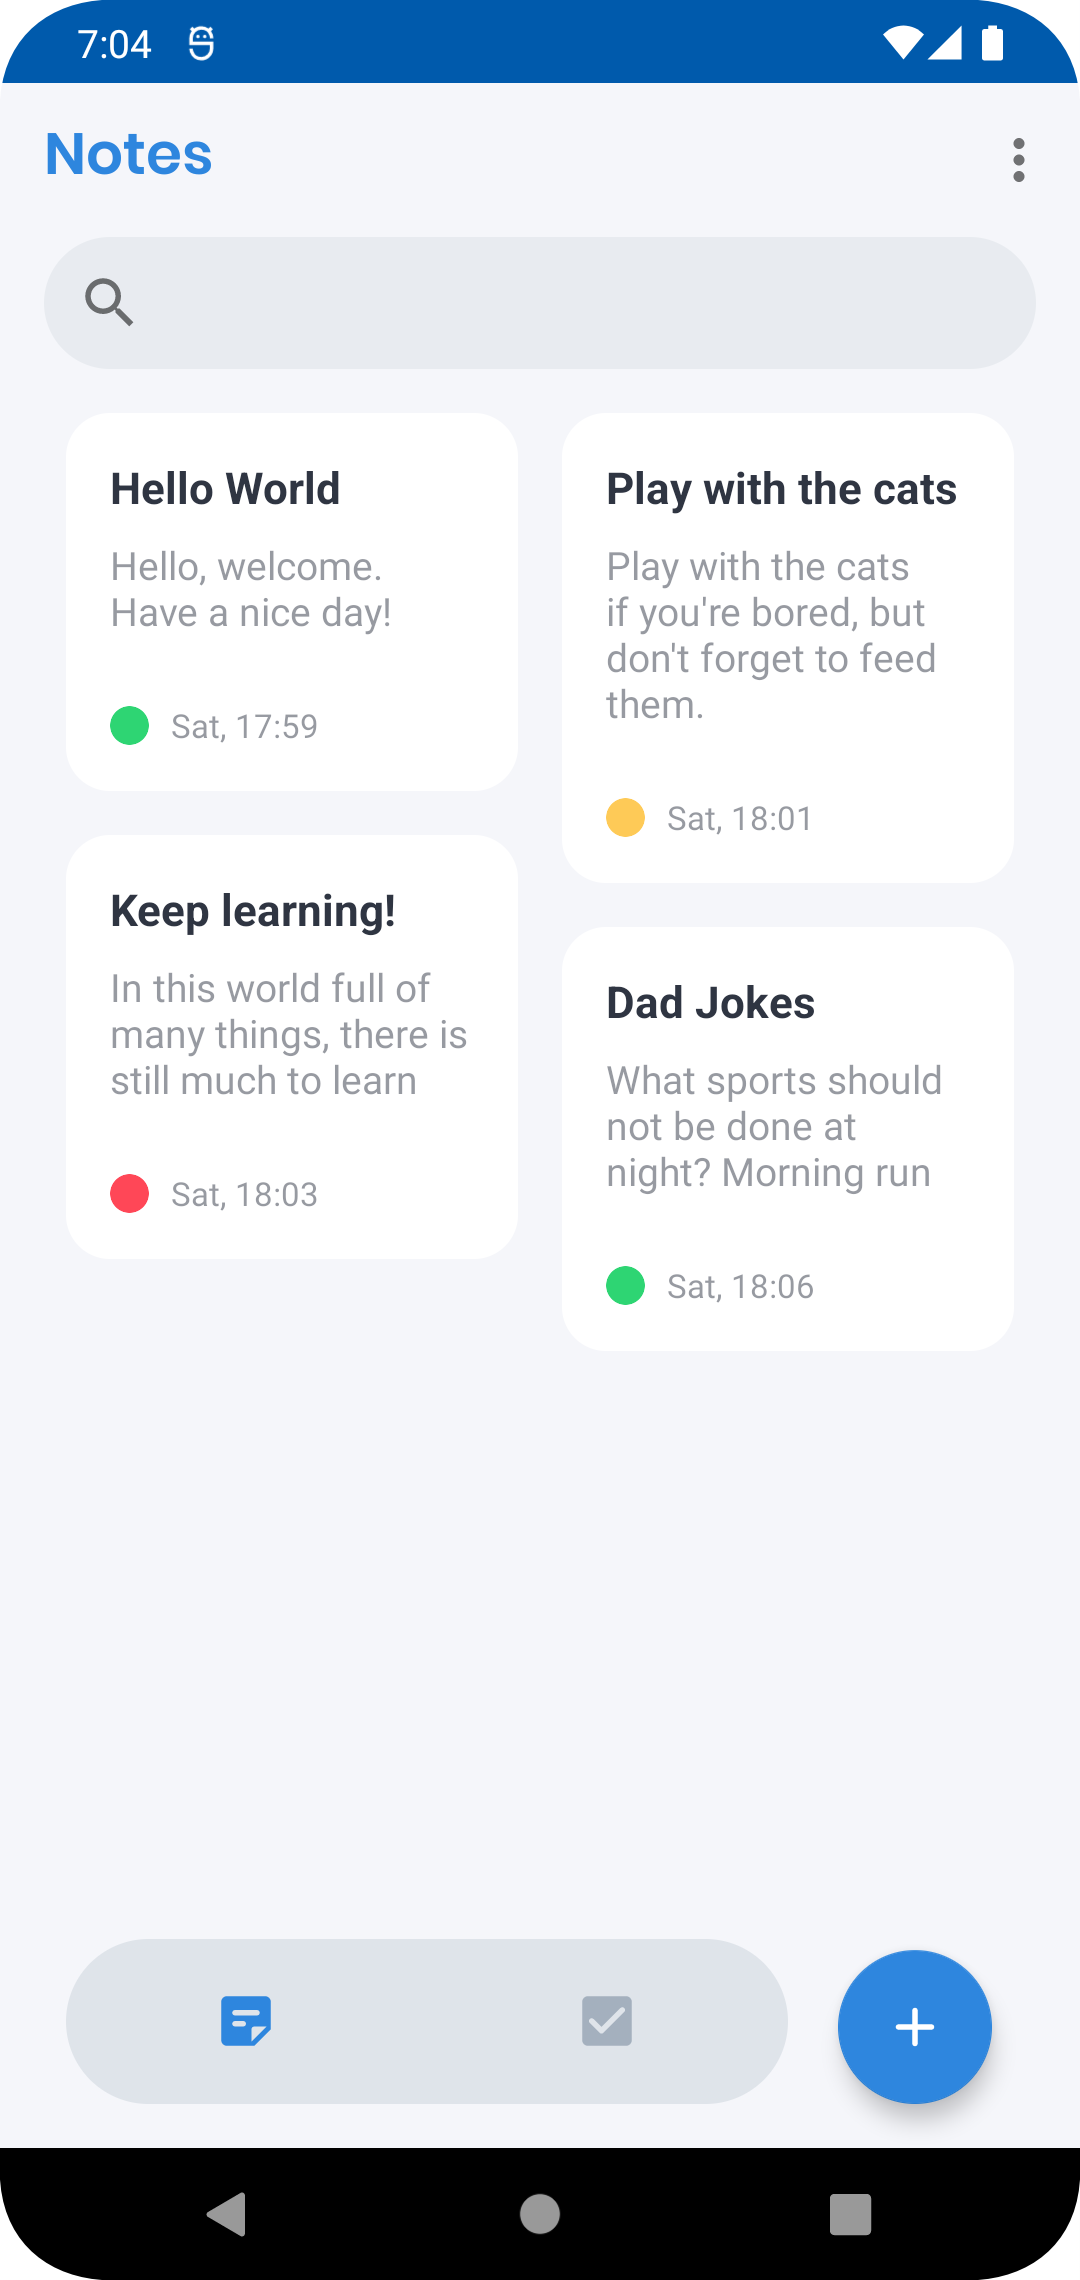 7:04
Notes
Hello World
Hello, welcome.
Have a nice day!
Sat, 17:59
Play with the cats
Play with the cats
if you're bored, but
don't forget to feed
them.
Sat, 18:01
Keep learning!
In this world full of
many things, there is
still much to learn
Sat, 18:03
Dad Jokes
What sports should
not be done at
night? Morning run
Sat, 18:06